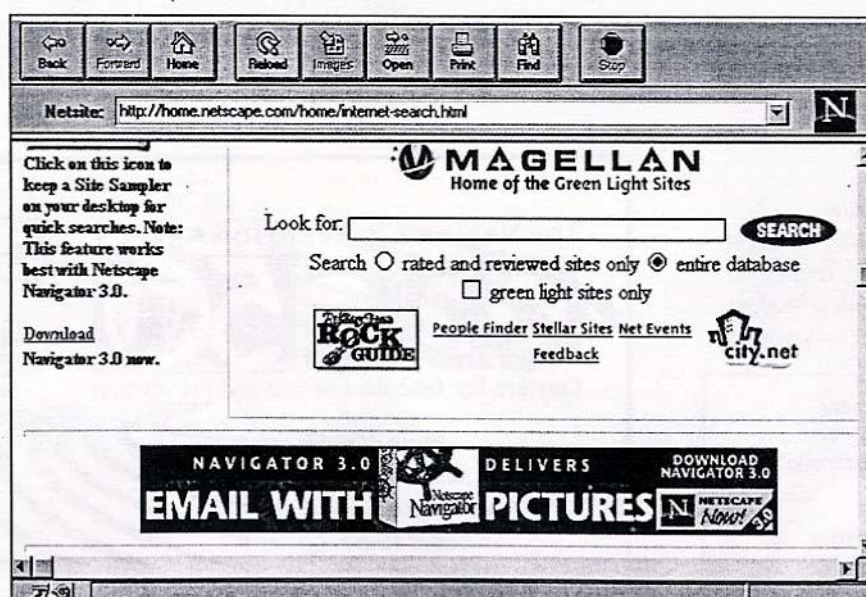 Back Forward Home Reload Images Open Print Find Stop
Netsite: http://home.netscape.com/home/internet-search.html N
Click on this icon to
keep a Site Sampler
on your desktop for
quick searches. Note:
This feature works
best with Netscape
Navigator 3.0.
Download
Navigator 3.0 now.
MAGELLAN
Home of the Green Light Sites
Look for: SEARCH
Search rated and reviewed sites only entire database
green light sites only
ROCK
GUIDE
People Finder Stellar Sites Net Events
Feedback
city.net
NAVIGATOR 3.0 DELIVERS
EMAIL WITH PICTURES
Netscape
Navigator
DOWNLOAD
NAVIGATOR 3.0
N NETSCAPE
Now! 3.0